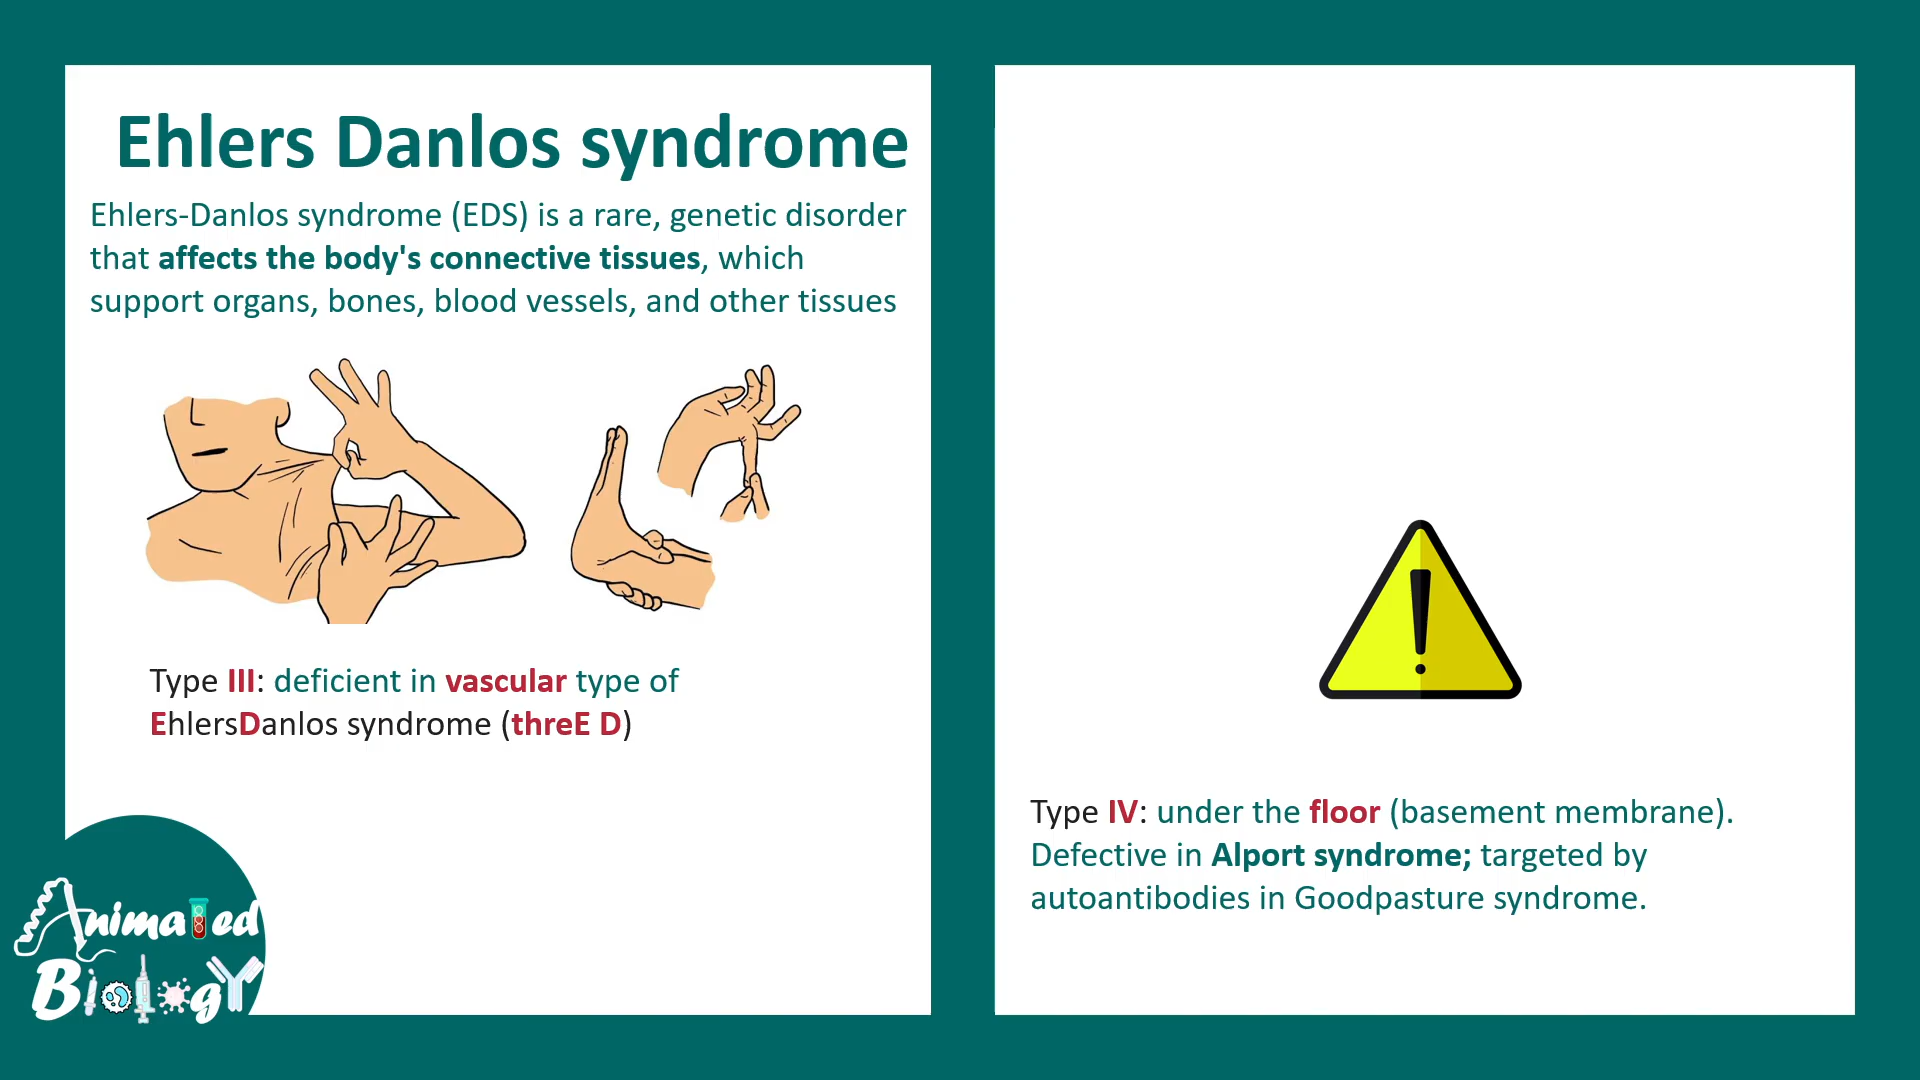 Ehlers Danlos syndrome
Ehlers-Danlos syndrome (EDS) is a rare, genetic disorder
that affects the body's connective tissues, which
support organs, bones, blood vessels, and other tissues
Type III: deficient in vascular type of
EhlersDanlos syndrome (threE D)
Animated
Biology
!
Type IV: under the floor (basement membrane).
Defective in Alport syndrome; targeted by
autoantibodies in Goodpasture syndrome.